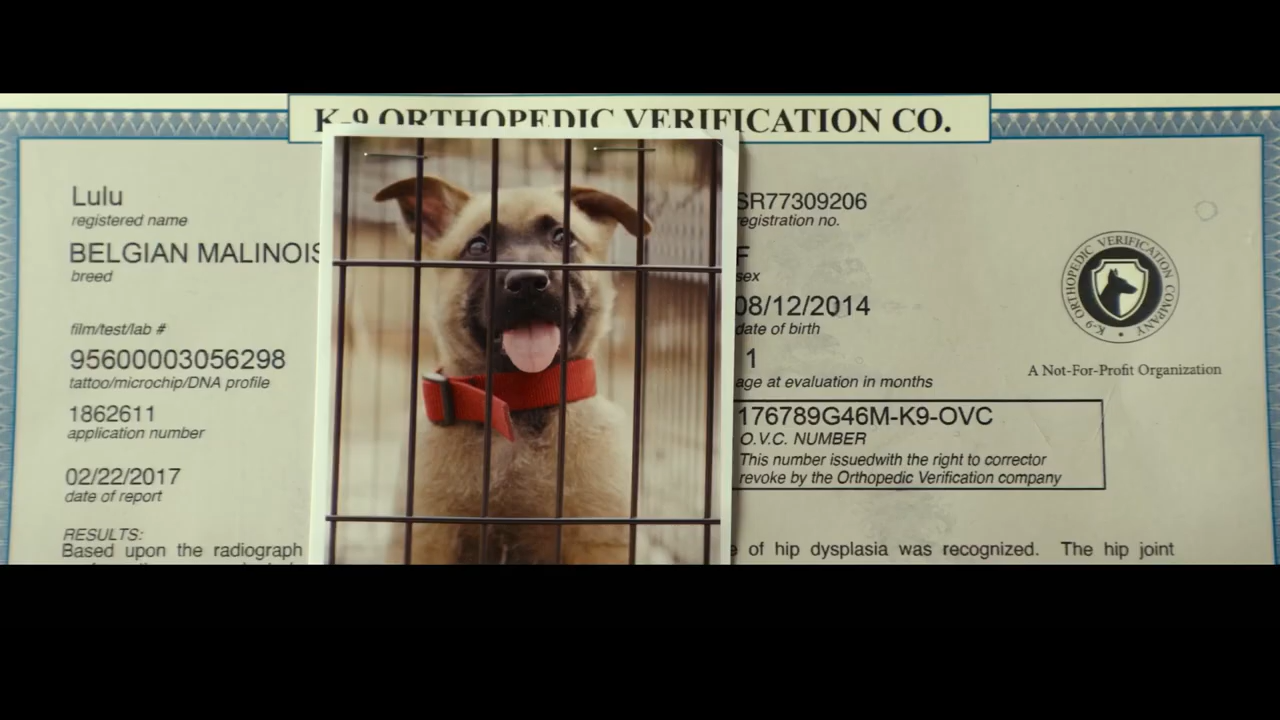 K-9 ORTHOPEDIC VERIFICATION CO.
Lulu
registered name
BELGIAN MALINOIS
breed
film/test/lab #
95600003056298
tattoo/microchip/DNA profile
1862611
application number
02/22/2017
date of report
RESULTS:
Based upon the radiograph
SR77309206
egistration no.
F
sex
08/12/2014
date of birth
1
age at evaluation in months
176789G46M-K9-OVC
O.V.C. NUMBER
This number issuedwith the right to corrector
revoke by the Orthopedic Verification company
e of hip dysplasia was recognized. The hip joint
K-9 ORTHOPEDIC VERIFICATION COMPANY
A Not-For-Profit Organization